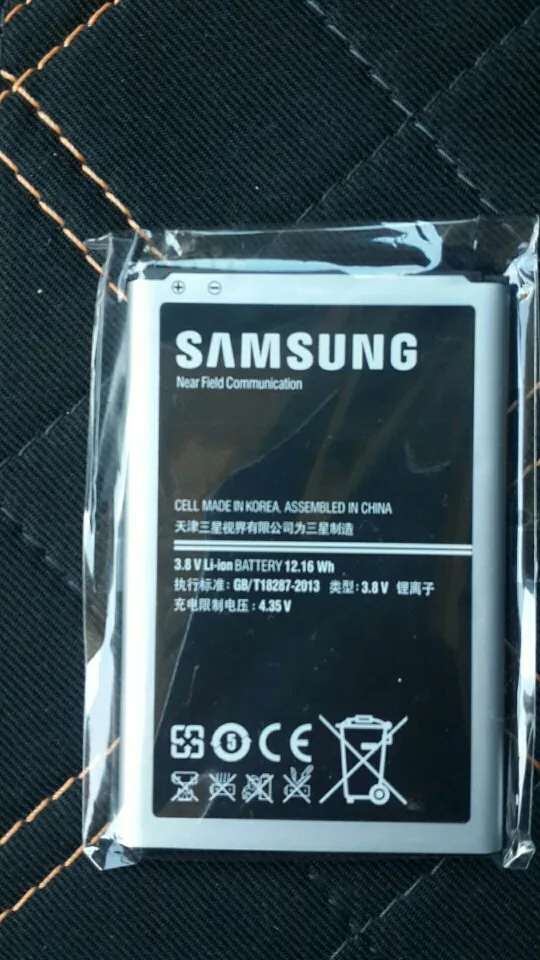 SAMSUNG
Near Field Communication
CELL MADE IN KOREA, ASSEMBLED IN CHINA
天津三星视界有限公司为三星制造
3.8 V Li-ion BATTERY 12.16 Wh
执行标准: GB/T18287-2013 类型: 3.8 V 锂离子
充电限制电压: 4.35 V
5 CE